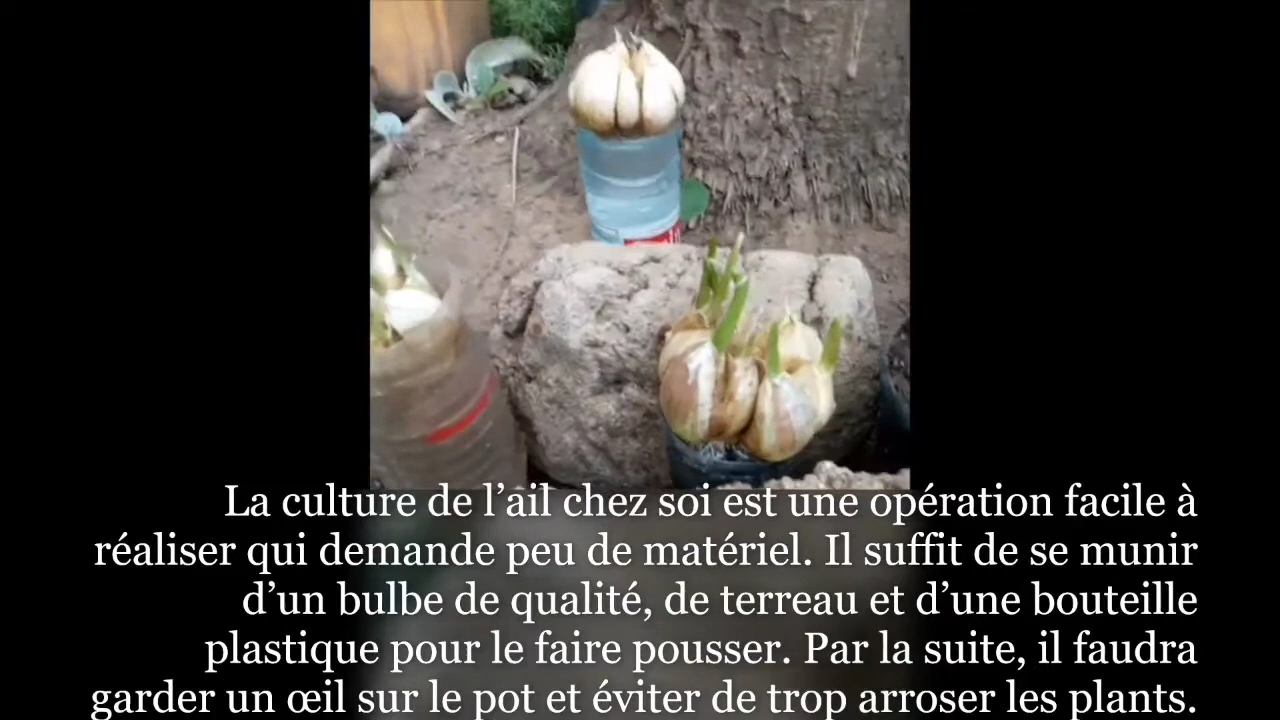 La culture de l’ail chez soi est une opération facile à
réaliser qui demande peu de matériel. Il suffit de se munir
d’un bulbe de qualité, de terreau et d’une bouteille
plastique pour le faire pousser. Par la suite, il faudra
garder un œil sur le pot et éviter de trop arroser les plants.